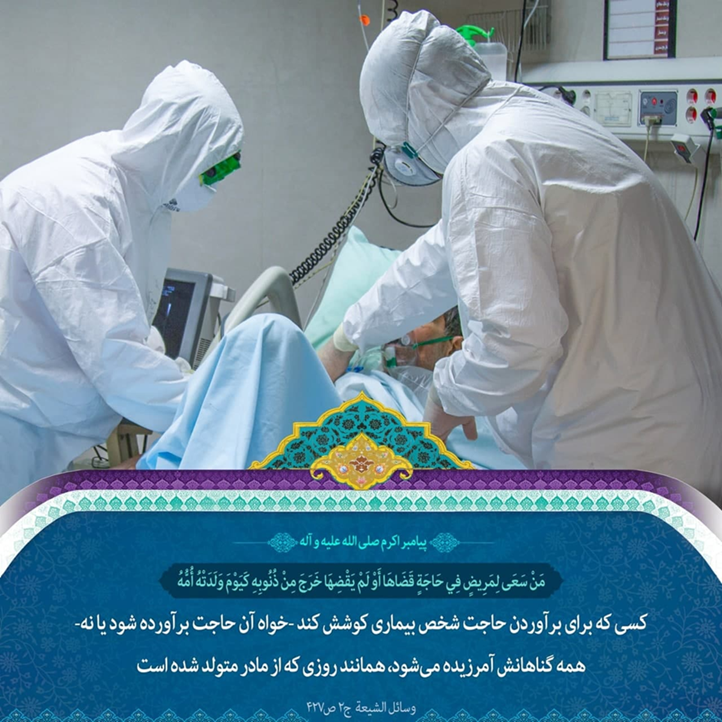 پیامبر اکرم صلی الله علیه و آله
مَنْ سَعَى لِمَرِيضٍ فِي حَاجَةٍ قَضَاهَا أَوْ لَمْ يَقْضِهَا خَرَجَ مِنْ ذُنُوبِهِ كَيَوْمَ وَلَدَتْهُ أُمُّهُ
کسی که برای برآوردن حاجت شخص بیماری کوشش کند -خواه آن حاجت برآورده شود یا نه-
همه گناهانش آمرزیده می‌شود، همانند روزی که از مادر متولد شده است
وسائل الشیعة ج۲ ص۴۲۷